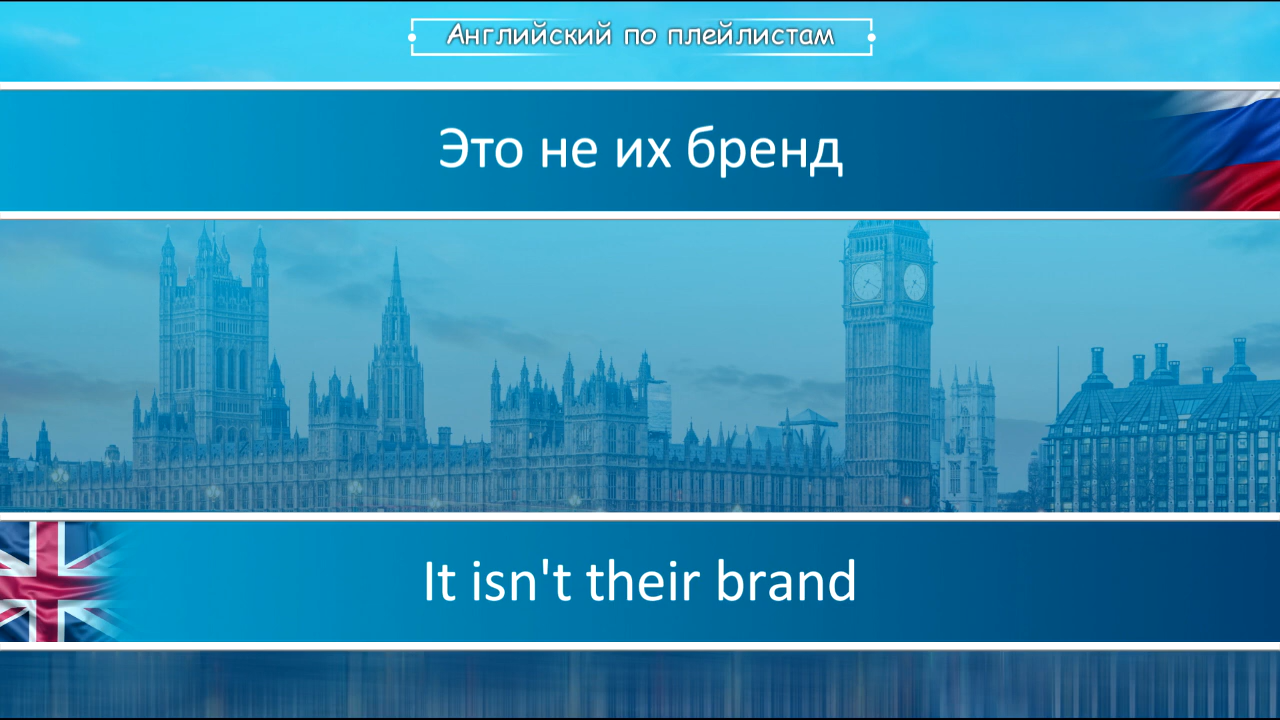 Английский по плейлистам
Это не их бренд
It isn't their brand